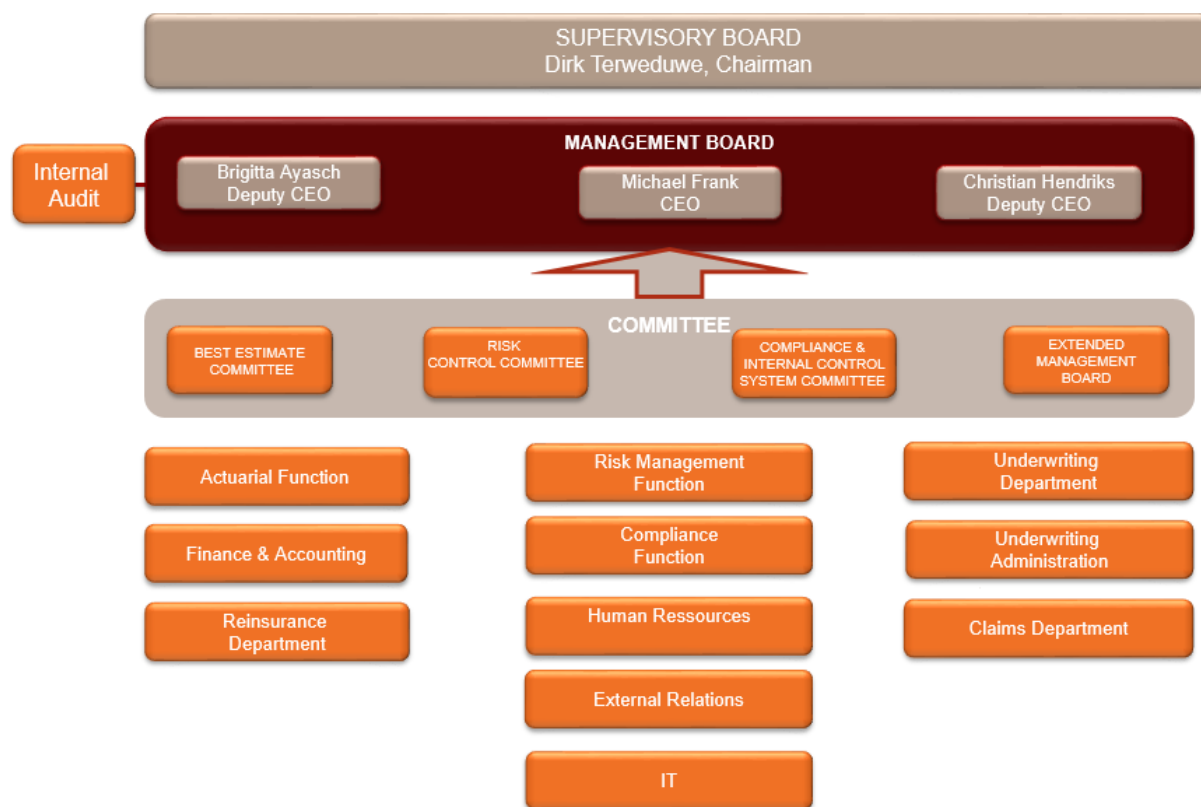 SUPERVISORY BOARD
Dirk Terweduwe, Chairman
MANAGEMENT BOARD
Internal
Audit
Brigitta Ayasch
Deputy CEO
Michael Frank
CEO
Christian Hendriks
Deputy CEO
COMMITTEE
BEST ESTIMATE
COMMITTEE
RISK
CONTROL COMMITTEE
COMPLIANCE &
INTERNAL CONTROL
SYSTEM COMMITTEE
EXTENDED
MANAGEMENT
BOARD
Actuarial Function
Finance & Accounting
Reinsurance
Department
Risk Management
Function
Compliance
Function
Human Ressources
External Relations
IT
Underwriting
Department
Underwriting
Administration
Claims Department